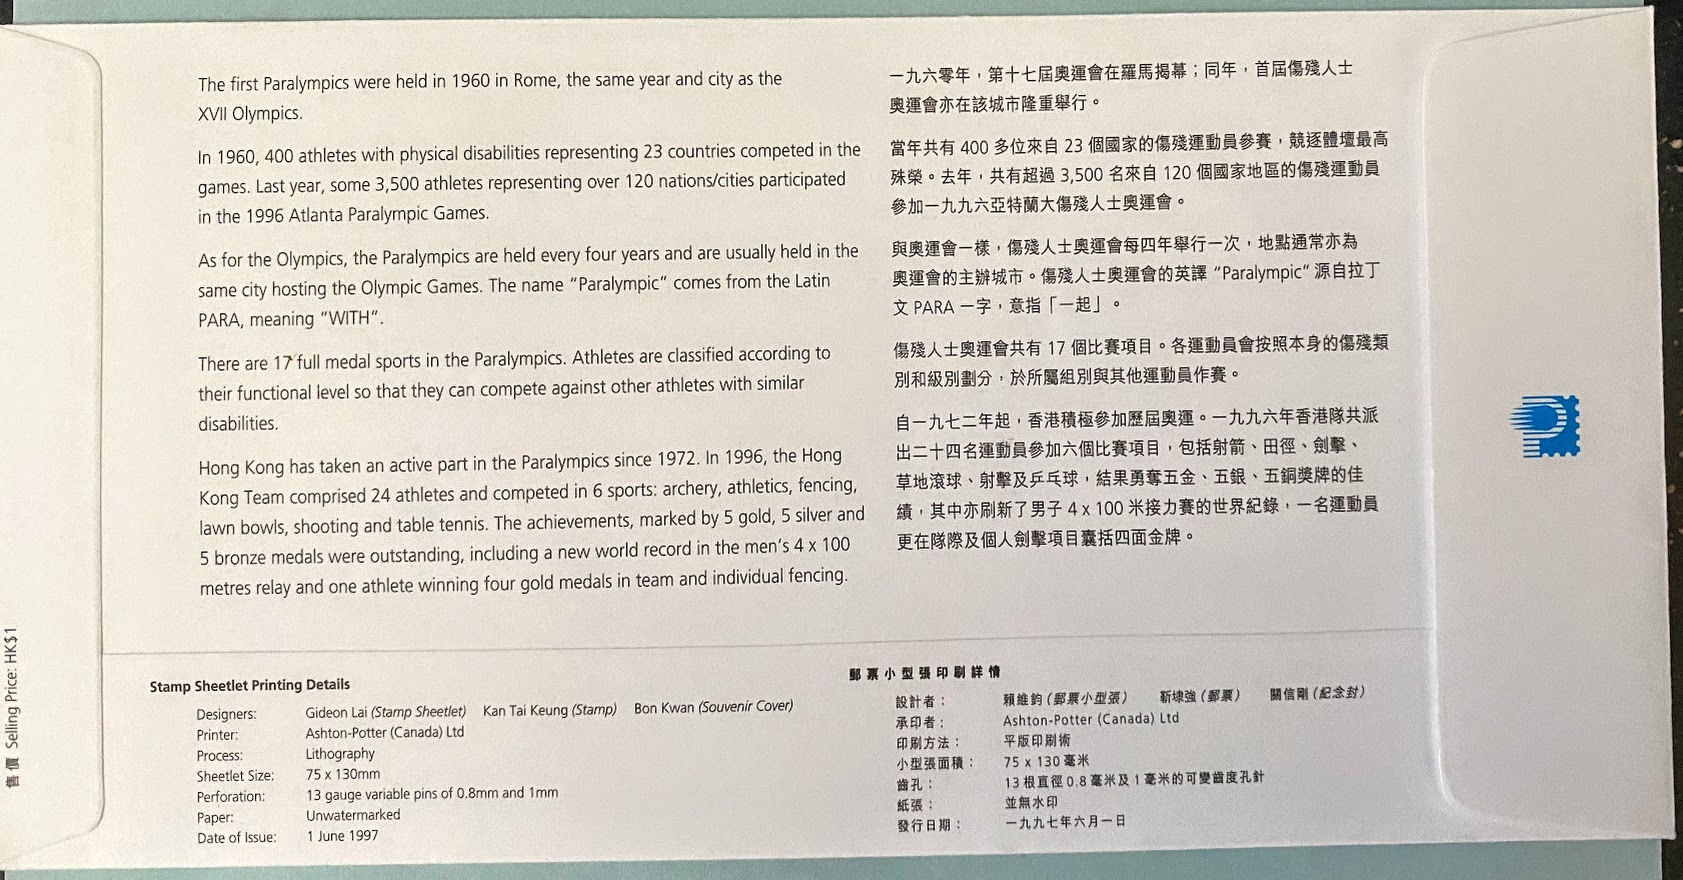 The first Paralympics were held in 1960 in Rome, the same year and city as the
XVII Olympics.
In 1960, 400 athletes with physical disabilities representing 23 countries competed in the
games. Last year, some 3,500 athletes representing over 120 nations/cities participated
in the 1996 Atlanta Paralympic Games.
As for the Olympics, the Paralympics are held every four years and are usually held in the
same city hosting the Olympic Games. The name “Paralympic” comes from the Latin
PARA, meaning “WITH”.
There are 17 full medal sports in the Paralympics. Athletes are classified according to
their functional level so that they can compete against other athletes with similar
disabilities.
Hong Kong has taken an active part in the Paralympics since 1972. In 1996, the Hong
Kong Team comprised 24 athletes and competed in 6 sports: archery, athletics, fencing,
lawn bowls, shooting and table tennis. The achievements, marked by 5 gold, 5 silver and
5 bronze medals were outstanding, including a new world record in the men’s 4 x 100
metres relay and one athlete winning four gold medals in team and individual fencing.
一九六零年，第十七屆奧運會在羅馬揭幕；同年，首屆傷殘人士
奧運會亦在該城市隆重舉行。
當年共有 400 多位來自 23 個國家的傷殘運動員參賽，競逐體壇最高
殊榮。去年，共有超過 3,500 名來自 120 個國家地區的傷殘運動員
參加一九九六亞特蘭大傷殘人士奧運會。
與奧運會一樣，傷殘人士奧運會每四年舉行一次，地點通常亦為
奧運會的主辦城市。傷殘人士奧運會的英譯 “Paralympic” 源自拉丁
文 PARA 一字，意指「一起」。
傷殘人士奧運會共有 17 個比賽項目。各運動員會按照本身的傷殘類
別和級別劃分，於所屬組別與其他運動員作賽。
自一九七二年起，香港積極參加歷屆奧運。一九九六年香港隊共派
出二十四名運動員參加六個比賽項目，包括射箭、田徑、劍擊、
草地滾球、射擊及乒乓球，結果勇奪五金、五銀、五銅獎牌的佳
績，其中亦刷新了男子 4 x 100 米接力賽的世界紀錄，一名運動員
更在隊際及個人劍擊項目囊括四面金牌。
售價 Selling Price: HK$1
Stamp Sheetlet Printing Details
Designers: Gideon Lai (Stamp Sheetlet) Kan Tai Keung (Stamp) Bon Kwan (Souvenir Cover)
Printer: Ashton-Potter (Canada) Ltd
Process: Lithography
Sheetlet Size: 75 x 130mm
Perforation: 13 gauge variable pins of 0.8mm and 1mm
Paper: Unwatermarked
Date of Issue: 1 June 1997
郵票小型張印刷詳情
設計者： 賴維鈞（郵票小型張） 靳埭強（郵票） 關信剛（紀念封）
承印者： Ashton-Potter (Canada) Ltd
印刷方法： 平版印刷術
小型張面積： 75 x 130 毫米
齒孔： 13 根直徑 0.8 毫米及 1 毫米的可變齒度孔針
紙張： 並無水印
發行日期： 一九九七年六月一日